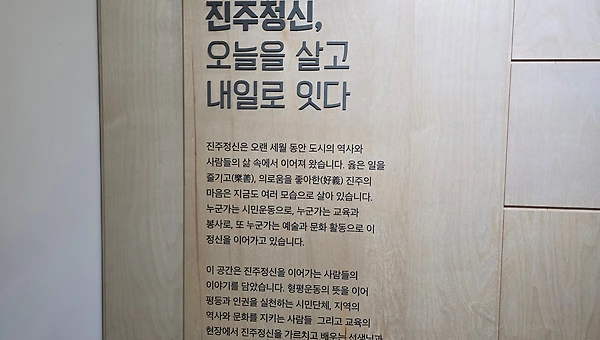 진주정신,
오늘을 살고
내일로 잇다
진주정신은 오랜 세월 동안 도시의 역사와
사람들의 삶 속에서 이어져 왔습니다. 옳은 일을
즐기고(樂善), 의로움을 좋아한(好義) 진주의
마음은 지금도 여러 모습으로 살아 있습니다.
누군가는 시민운동으로, 누군가는 교육과
봉사로, 또 누군가는 예술과 문화 활동으로 이
정신을 이어가고 있습니다.
이 공간은 진주정신을 이어가는 사람들의
이야기를 담았습니다. 형평운동의 뜻을 이어
평등과 인권을 실천하는 시민단체, 지역의
역사와 문화를 지키는 사람들 그리고 교육의
현장에서 진주정신을 가르치고 배우는 선생님과